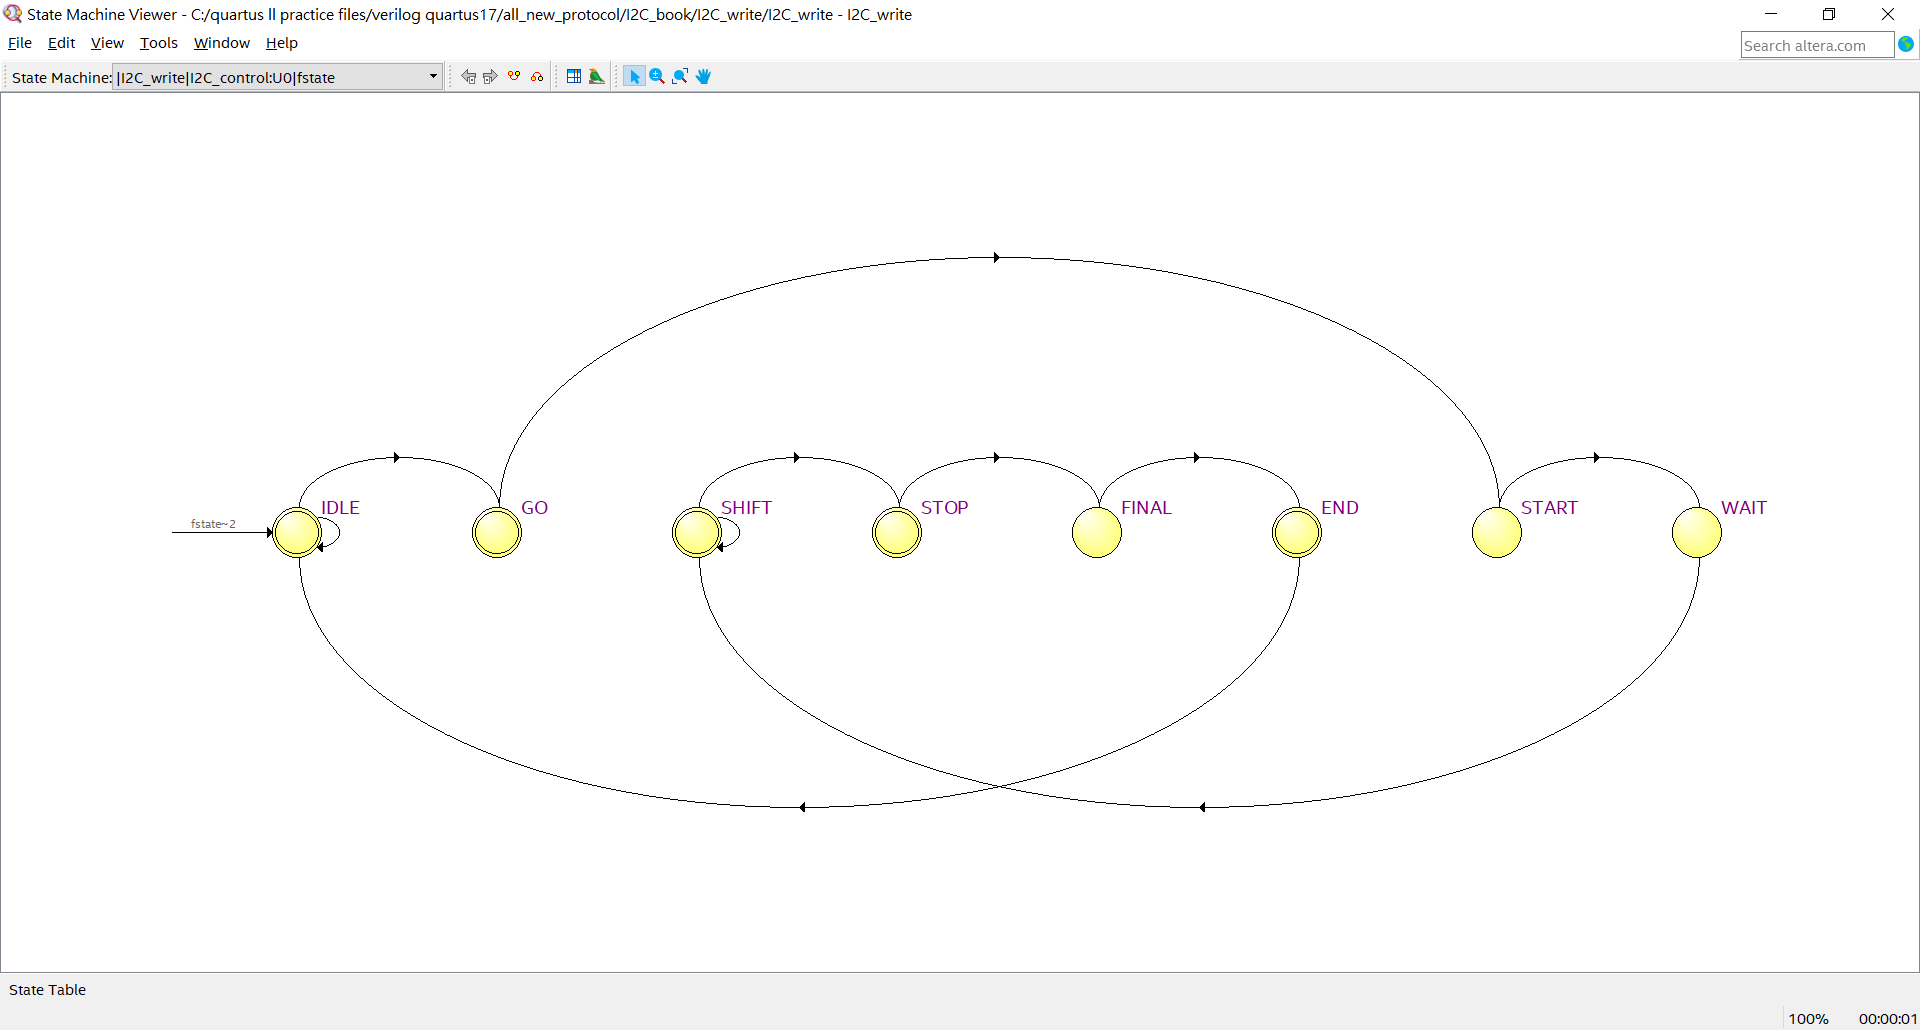 State Machine Viewer - C:/quartus ll practice files/verilog quartus17/all_new_protocol/I2C_book/I2C_write/I2C_write - I2C_write
File Edit View Tools Window Help
Search altera.com
State Machine: |I2C_write|I2C_control:U0|fstate
IDLE GO SHIFT STOP FINAL END START WAIT
fstate~2
State Table
100% 00:00:01